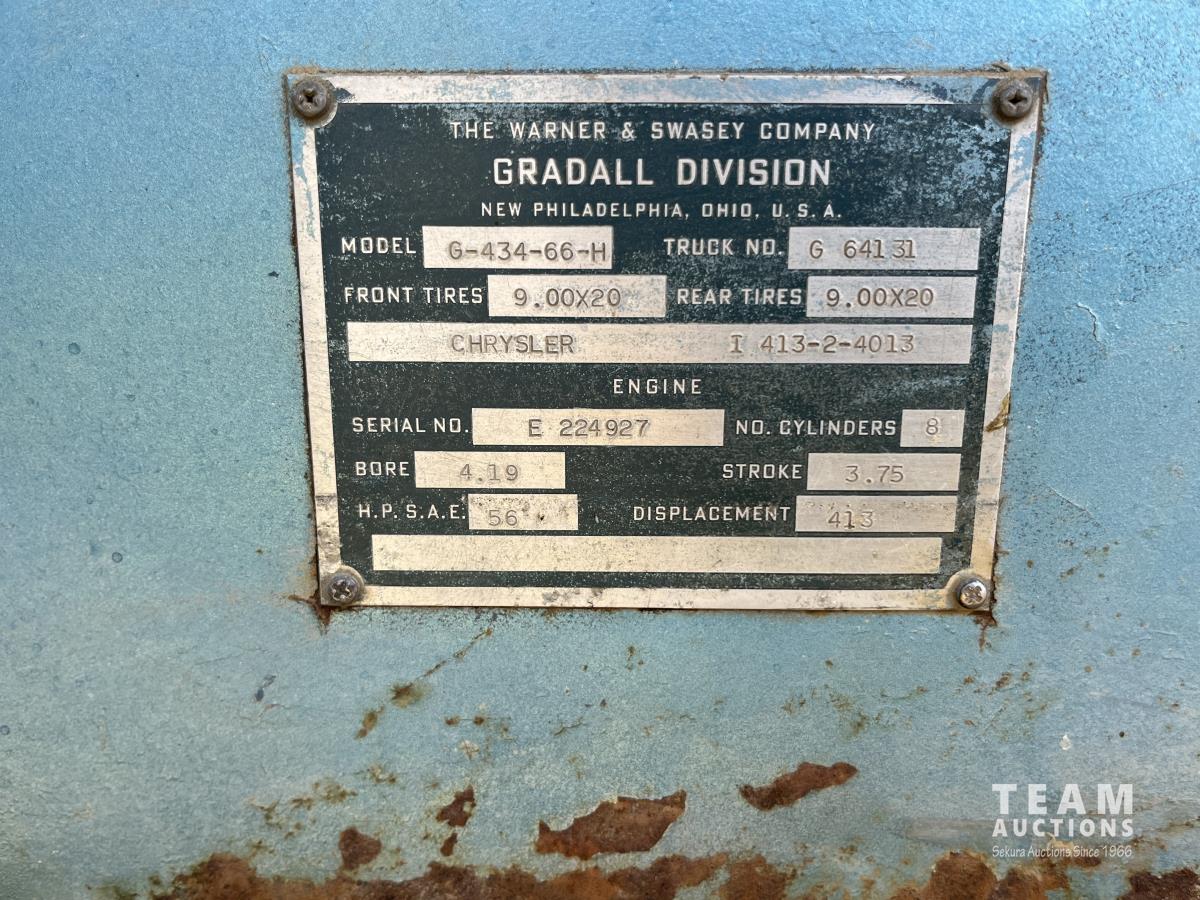 THE WARNER & SWASEY COMPANY
GRADALL DIVISION
NEW PHILADELPHIA, OHIO, U. S. A.
MODEL G-434-66-H TRUCK NO. G 64131
FRONT TIRES 9.00X20 REAR TIRES 9.00X20
CHRYSLER I 413-2-4013
ENGINE
SERIAL NO. E 224927 NO. CYLINDERS 8
BORE 4.19 STROKE 3.75
H.P. S.A.E. 56 DISPLACEMENT 413
TEAM
AUCTIONS
Sekura Auctions Since 1966